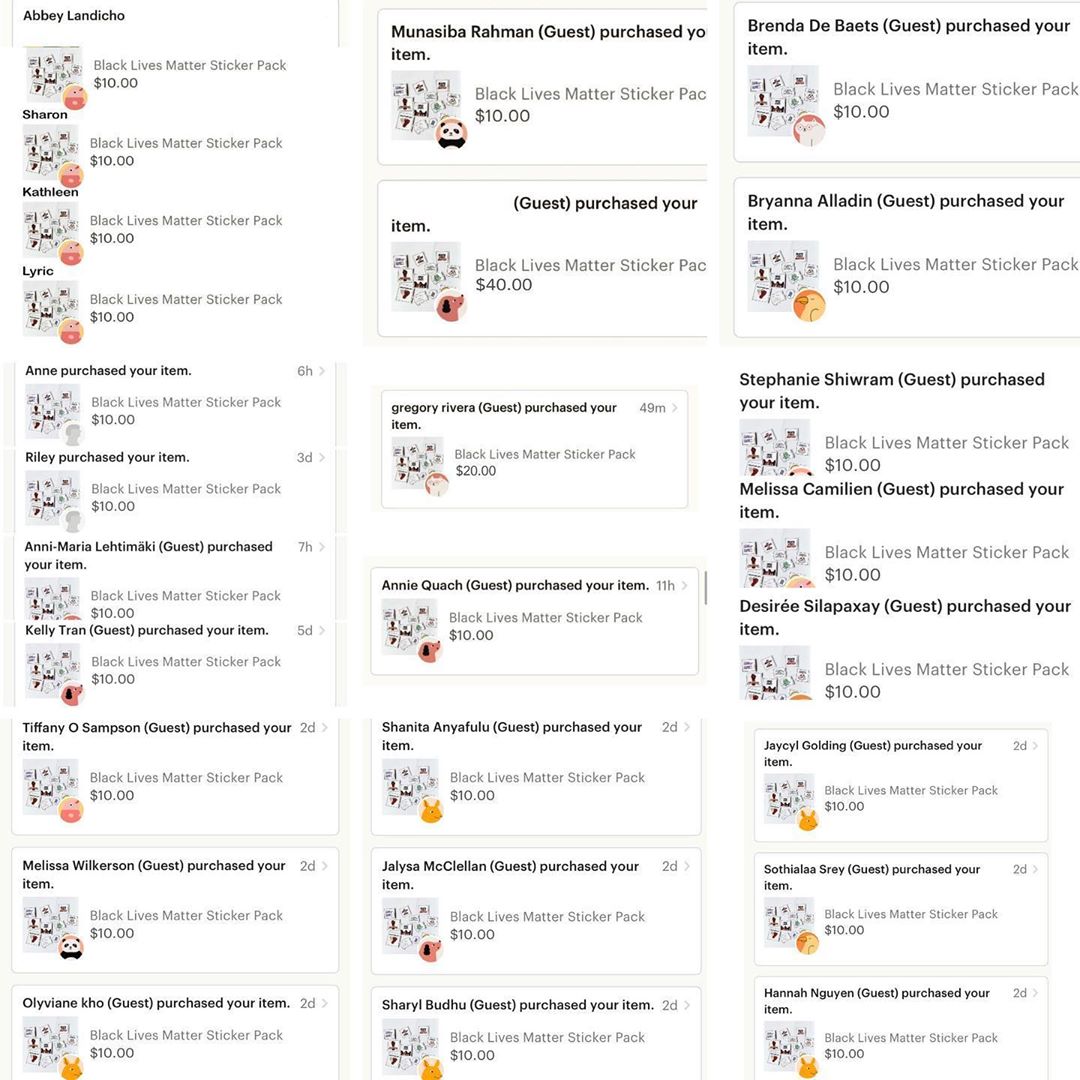 Abbey Landicho
Black Lives Matter Sticker Pack
$10.00
Sharon
Black Lives Matter Sticker Pack
$10.00
Kathleen
Black Lives Matter Sticker Pack
$10.00
Lyric
Black Lives Matter Sticker Pack
$10.00
Munasiba Rahman (Guest) purchased yo
item.
Black Lives Matter Sticker Pac
$10.00
(Guest) purchased your
item.
Black Lives Matter Sticker Pac
$40.00
Brenda De Baets (Guest) purchased your
item.
Black Lives Matter Sticker Pack
$10.00
Bryanna Alladin (Guest) purchased your
item.
Black Lives Matter Sticker Pack
$10.00
Anne purchased your item. 6h
Black Lives Matter Sticker Pack
$10.00
Riley purchased your item. 3d
Black Lives Matter Sticker Pack
$10.00
Anni-Maria Lehtimäki (Guest) purchased 7h
your item.
Black Lives Matter Sticker Pack
$10.00
Kelly Tran (Guest) purchased your item. 5d
Black Lives Matter Sticker Pack
$10.00
gregory rivera (Guest) purchased your 49m
item.
Black Lives Matter Sticker Pack
$20.00
Annie Quach (Guest) purchased your item. 11h
Black Lives Matter Sticker Pack
$10.00
Stephanie Shiwram (Guest) purchased
your item.
Black Lives Matter Sticker Pack
$10.00
Melissa Camilien (Guest) purchased your
item.
Black Lives Matter Sticker Pack
$10.00
Desirée Silapaxay (Guest) purchased your
item.
Black Lives Matter Sticker Pack
$10.00
Tiffany O Sampson (Guest) purchased your 2d
item.
Black Lives Matter Sticker Pack
$10.00
Melissa Wilkerson (Guest) purchased your 2d
item.
Black Lives Matter Sticker Pack
$10.00
Olyviane kho (Guest) purchased your item. 2d
Black Lives Matter Sticker Pack
$10.00
Shanita Anyafulu (Guest) purchased your 2d
item.
Black Lives Matter Sticker Pack
$10.00
Jalysa McClellan (Guest) purchased your 2d
item.
Black Lives Matter Sticker Pack
$10.00
Sharyl Budhu (Guest) purchased your item. 2d
Black Lives Matter Sticker Pack
$10.00
Jaycyl Golding (Guest) purchased your 2d
item.
Black Lives Matter Sticker Pack
$10.00
Sothialaa Srey (Guest) purchased your 2d
item.
Black Lives Matter Sticker Pack
$10.00
Hannah Nguyen (Guest) purchased your 2d
item.
Black Lives Matter Sticker Pack
$10.00